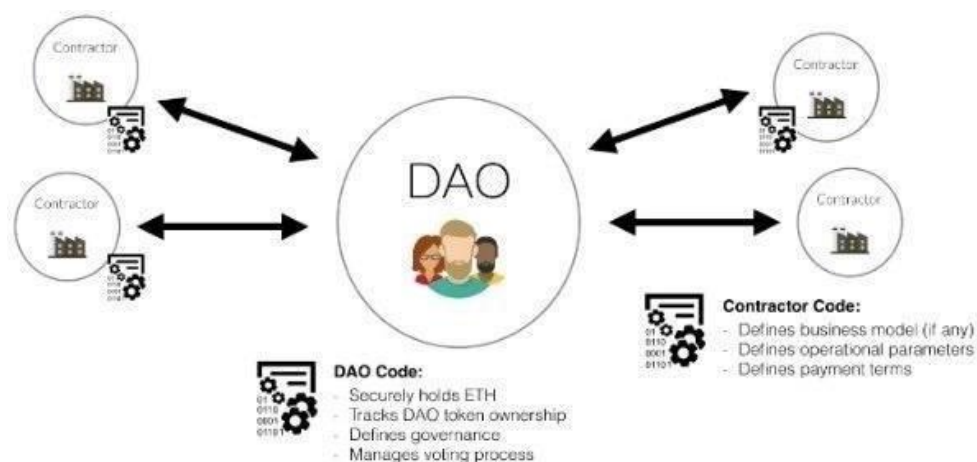 Contractor
Contractor
DAO
Contractor
Contractor
Contractor Code:
- Defines business model (if any)
- Defines operational parameters
- Defines payment terms
DAO Code:
- Securely holds ETH
- Tracks DAO token ownership
- Defines governance
- Manages voting process